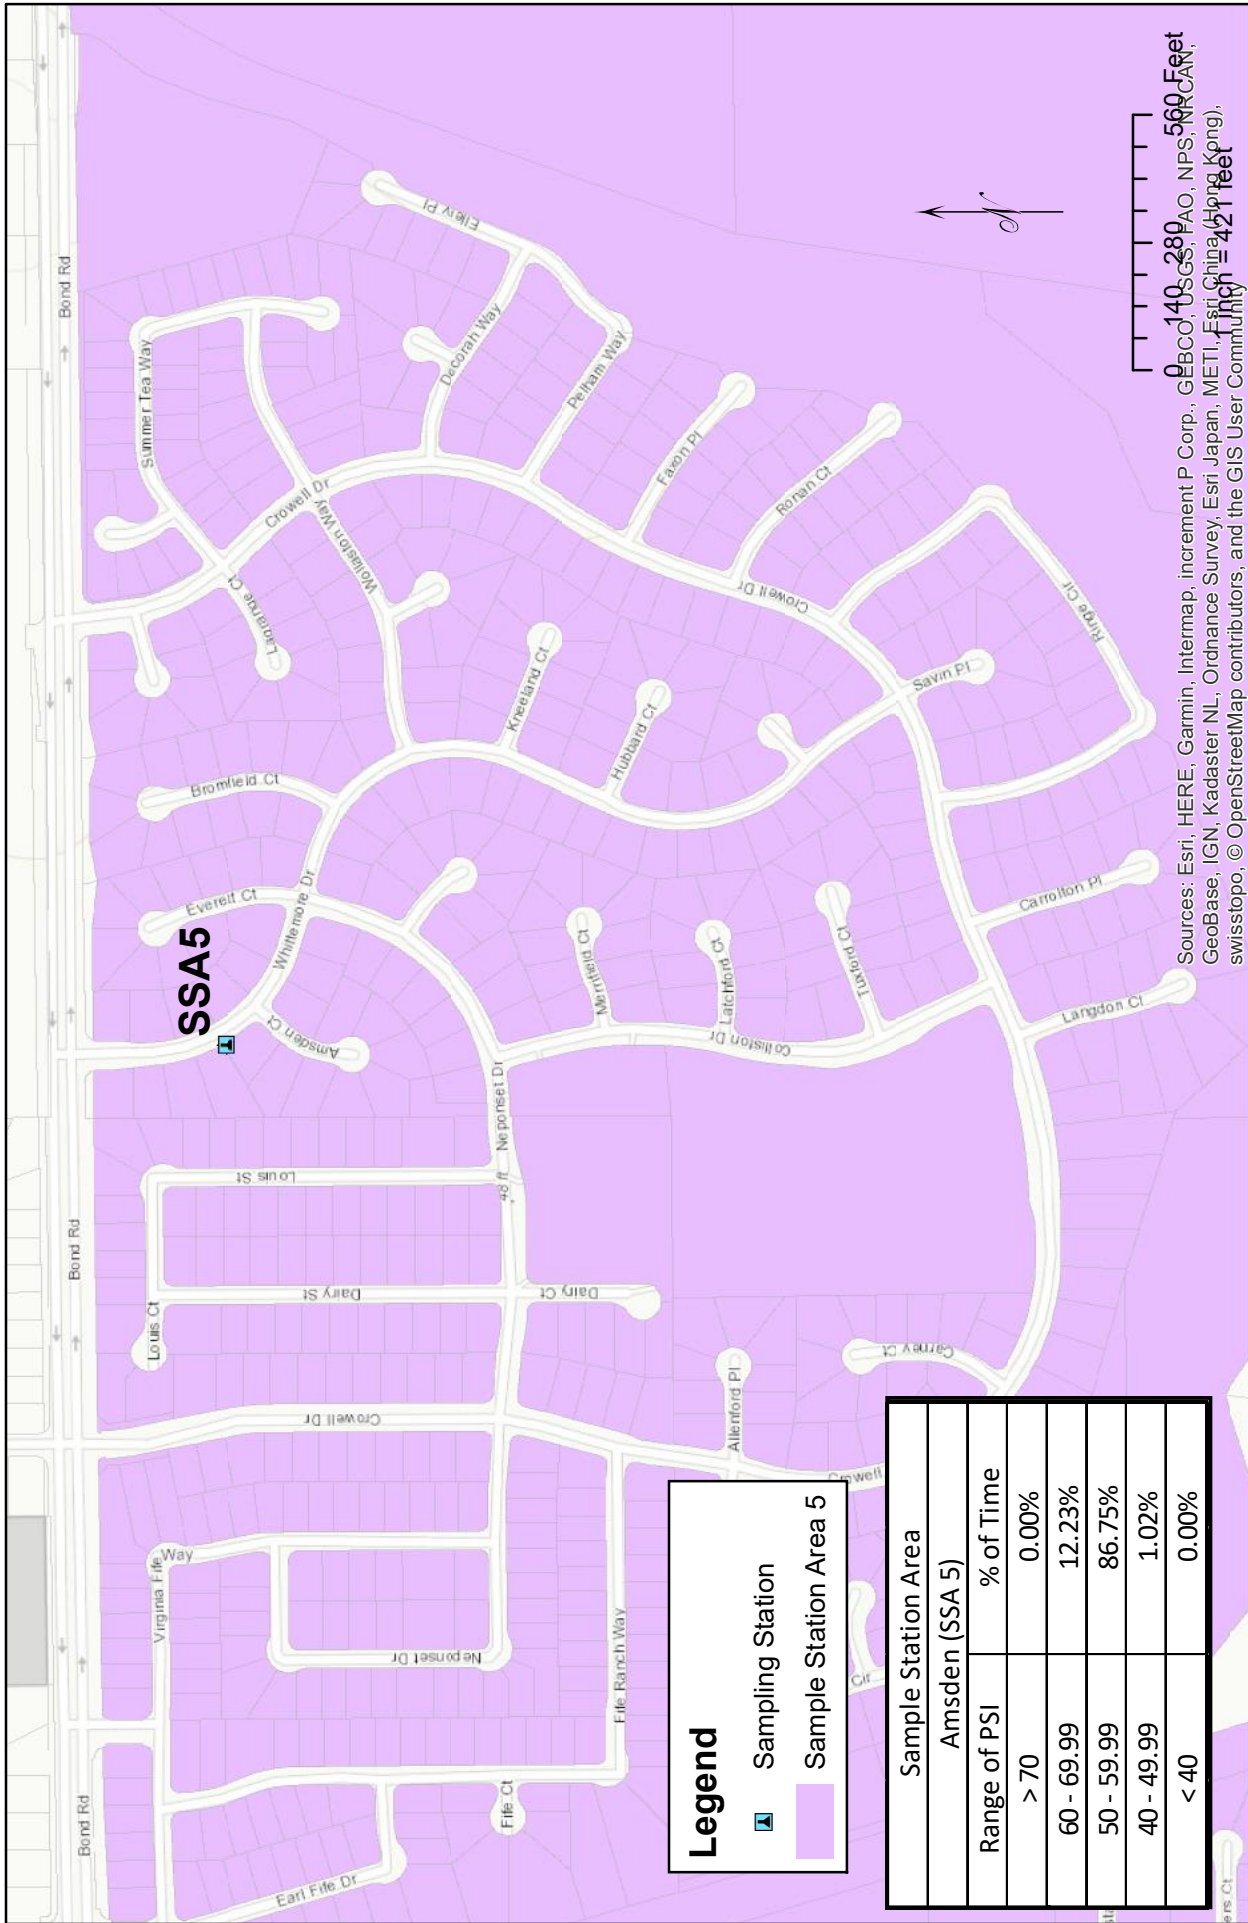 Bond Rd
Bond Rd
Bond Rd
Virginia Fife Way
Louis Ct
Louis St
Dairy St
Dairy Ct
Crowell Dr
Neponset Dr
Earl Fife Dr
Fife Ct
Fife Ranch Way
Allenford Pl
Carney Ct
Crowell
Cir
ers Ct
48 ft
Neponset Dr
SSA5
Amsden Ct
Everett Ct
Whittemore Dr
Bromfield Ct
Lagrange Ct
Summer Tea Way
Crowell Dr
Wollaston Way
Kneeland Ct
Hubbard Ct
Merrifield Ct
Latchford Ct
Tuxford Ct
Colliston Dr
Langdon Ct
Carrolton Pl
Savin Pl
Ringe Cir
Crowell Dr
Ronan Ct
Faxon Pl
Pelham Way
Decorah Way
Ellery Pl
Legend
Sampling Station
Sample Station Area 5
Sample Station Area
Amsden (SSA 5)
Range of PSI % of Time
> 70 0.00%
60 - 69.99 12.23%
50 - 59.99 86.75%
40 - 49.99 1.02%
< 40 0.00%
N
0 140 280 560 Feet
1 inch = 421 feet
Sources: Esri, HERE, Garmin, Intermap, increment P Corp., GEBCO, USGS, FAO, NPS, NRCAN,
GeoBase, IGN, Kadaster NL, Ordnance Survey, Esri Japan, METI, Esri China (Hong Kong),
swisstopo, © OpenStreetMap contributors, and the GIS User Community